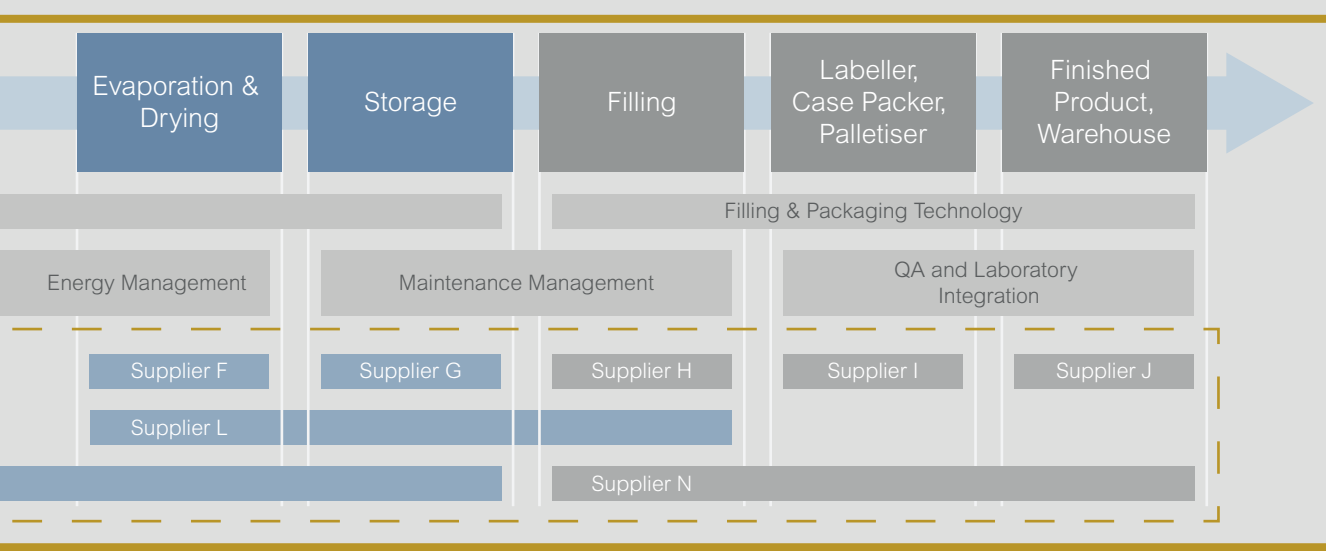 Evaporation &
Drying
Storage
Filling
Labeller,
Case Packer,
Palletiser
Finished
Product,
Warehouse
Filling & Packaging Technology
Energy Management
Maintenance Management
QA and Laboratory
Integration
Supplier F
Supplier G
Supplier H
Supplier I
Supplier J
Supplier L
Supplier N